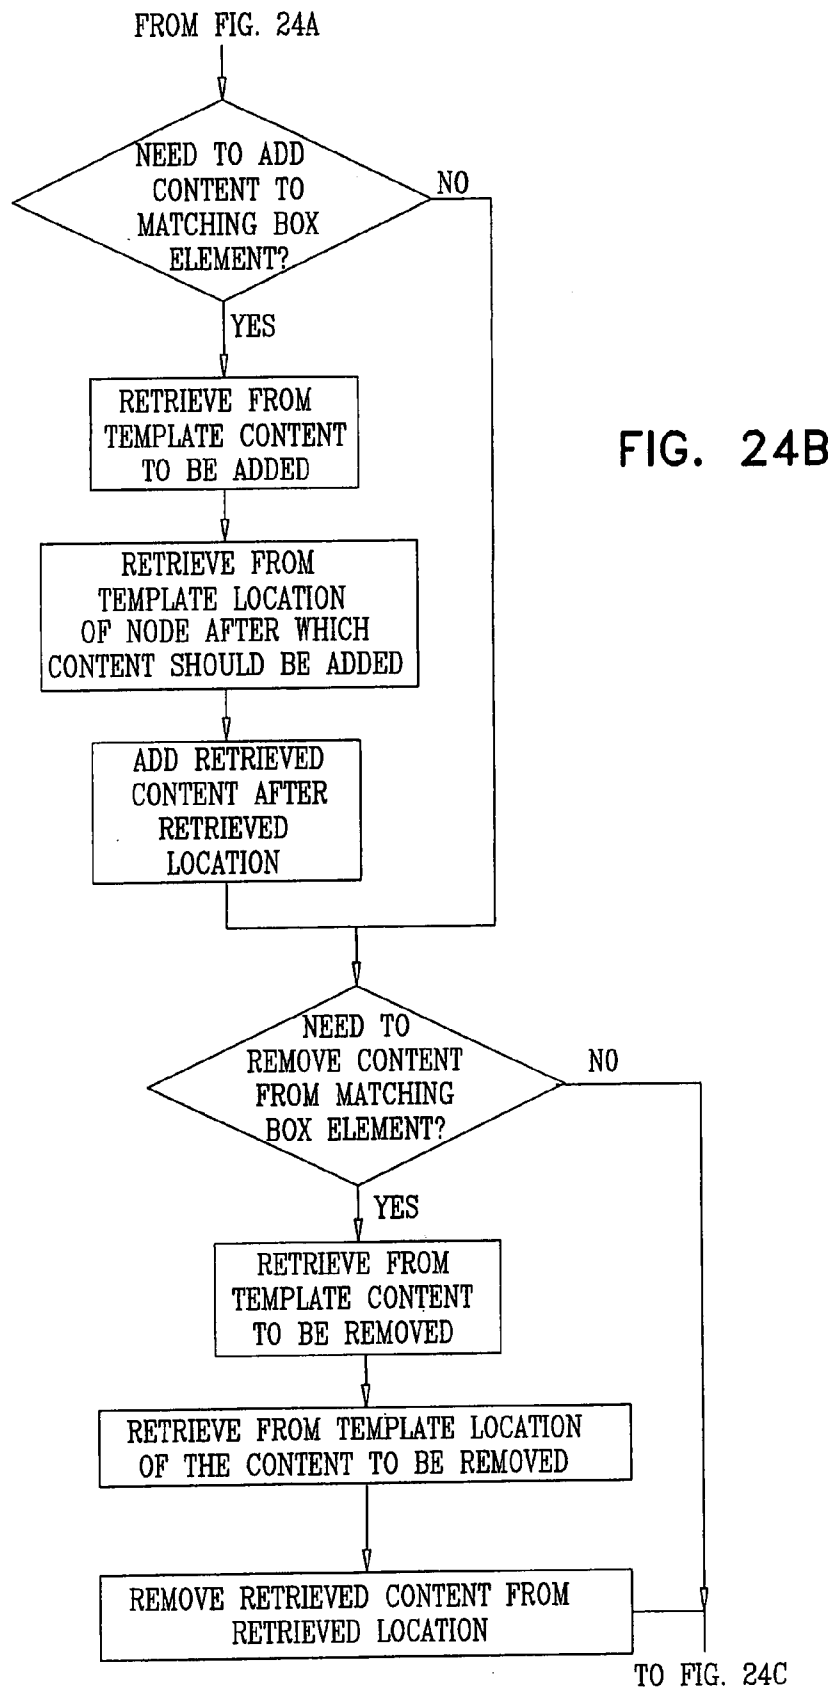 FROM FIG. 24A
NEED TO ADD
CONTENT TO
MATCHING BOX
ELEMENT?
NO
YES
RETRIEVE FROM
TEMPLATE CONTENT
TO BE ADDED
FIG. 24B
RETRIEVE FROM
TEMPLATE LOCATION
OF NODE AFTER WHICH
CONTENT SHOULD BE ADDED
ADD RETRIEVED
CONTENT AFTER
RETRIEVED
LOCATION
NEED TO
REMOVE CONTENT
FROM MATCHING
BOX ELEMENT?
NO
YES
RETRIEVE FROM
TEMPLATE CONTENT
TO BE REMOVED
RETRIEVE FROM TEMPLATE LOCATION
OF THE CONTENT TO BE REMOVED
REMOVE RETRIEVED CONTENT FROM
RETRIEVED LOCATION
TO FIG. 24C